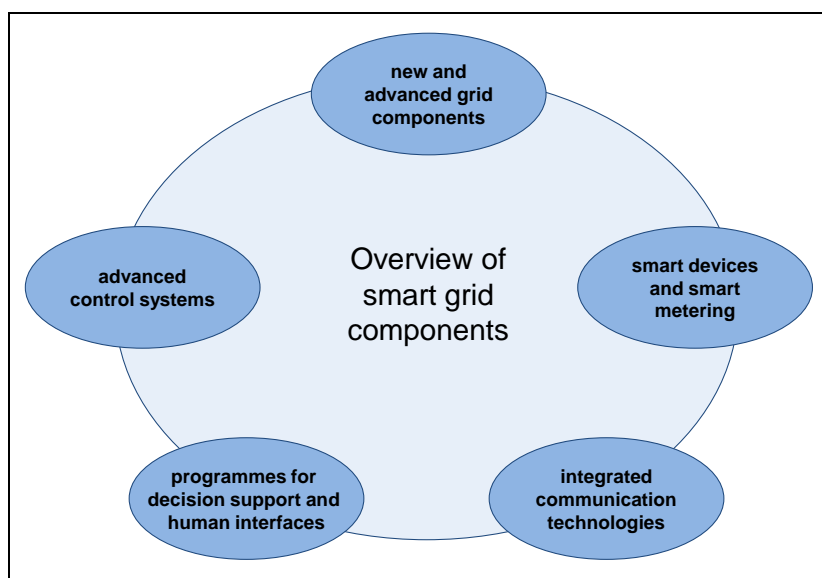 new and
advanced grid
components
advanced
control systems
Overview of
smart grid
components
smart devices
and smart
metering
programmes for
decision support and
human interfaces
integrated
communication
technologies